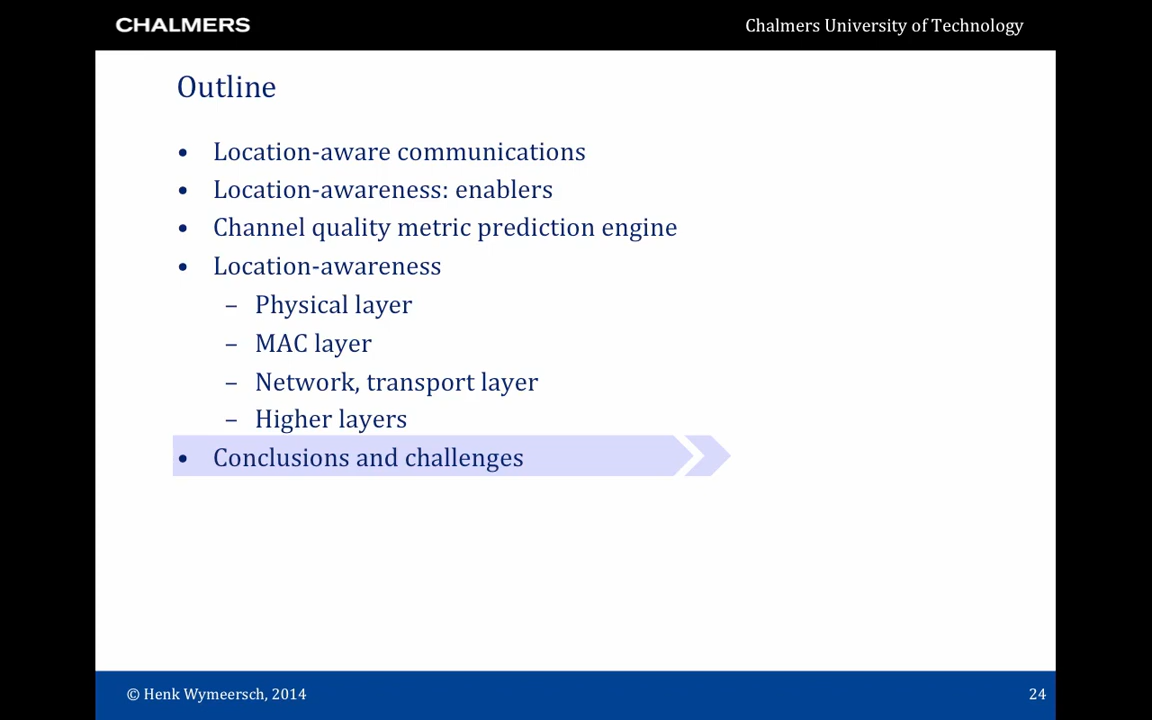 CHALMERS
Chalmers University of Technology
Outline
• Location-aware communications
• Location-awareness: enablers
• Channel quality metric prediction engine
• Location-awareness
– Physical layer
– MAC layer
– Network, transport layer
– Higher layers
• Conclusions and challenges
© Henk Wymeersch, 2014
24